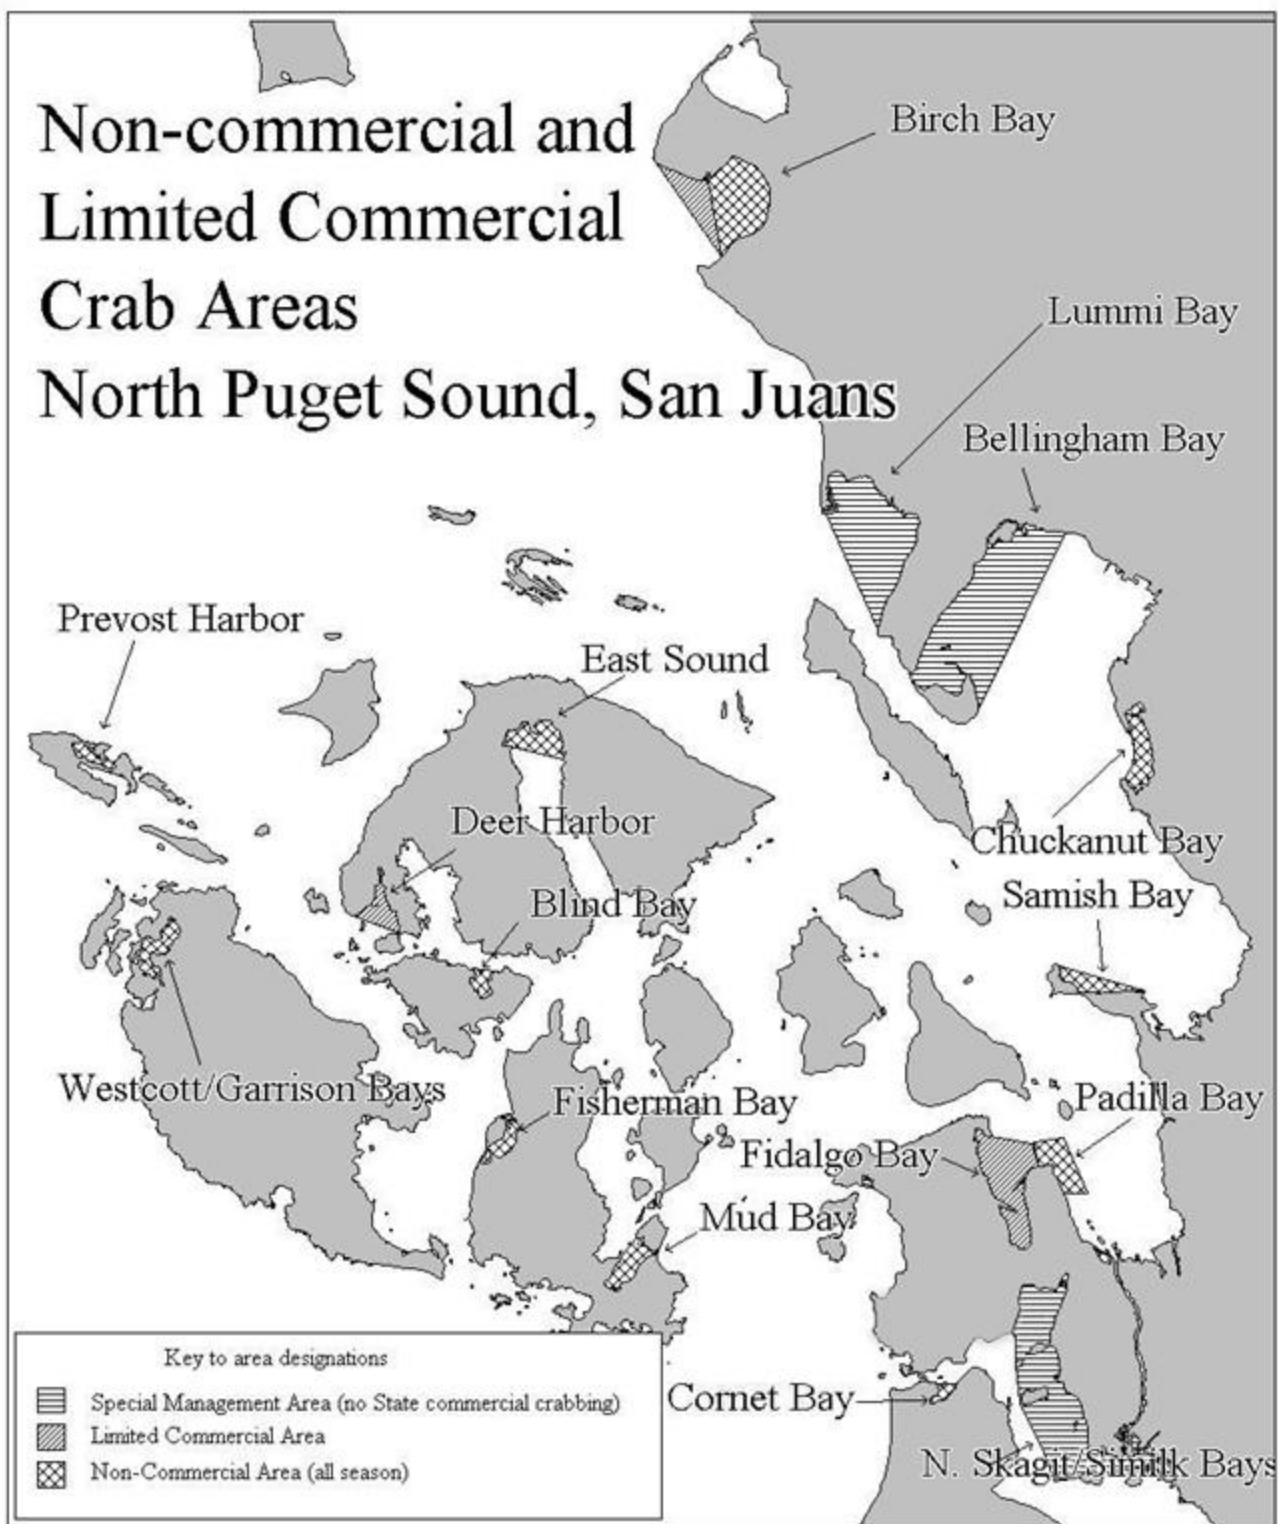 Non-commercial and
Limited Commercial
Crab Areas
North Puget Sound, San Juans
Birch Bay
Lummi Bay
Bellingham Bay
Prevost Harbor
East Sound
Deer Harbor
Chuckanut Bay
Blind Bay
Samish Bay
Westcott/Garrison Bays
Fisherman Bay
Padilla Bay
Fidalgo Bay
Mud Bay
Cornet Bay
N. Skagit/Similk Bays
Key to area designations
Special Management Area (no State commercial crabbing)
Limited Commercial Area
Non-Commercial Area (all season)